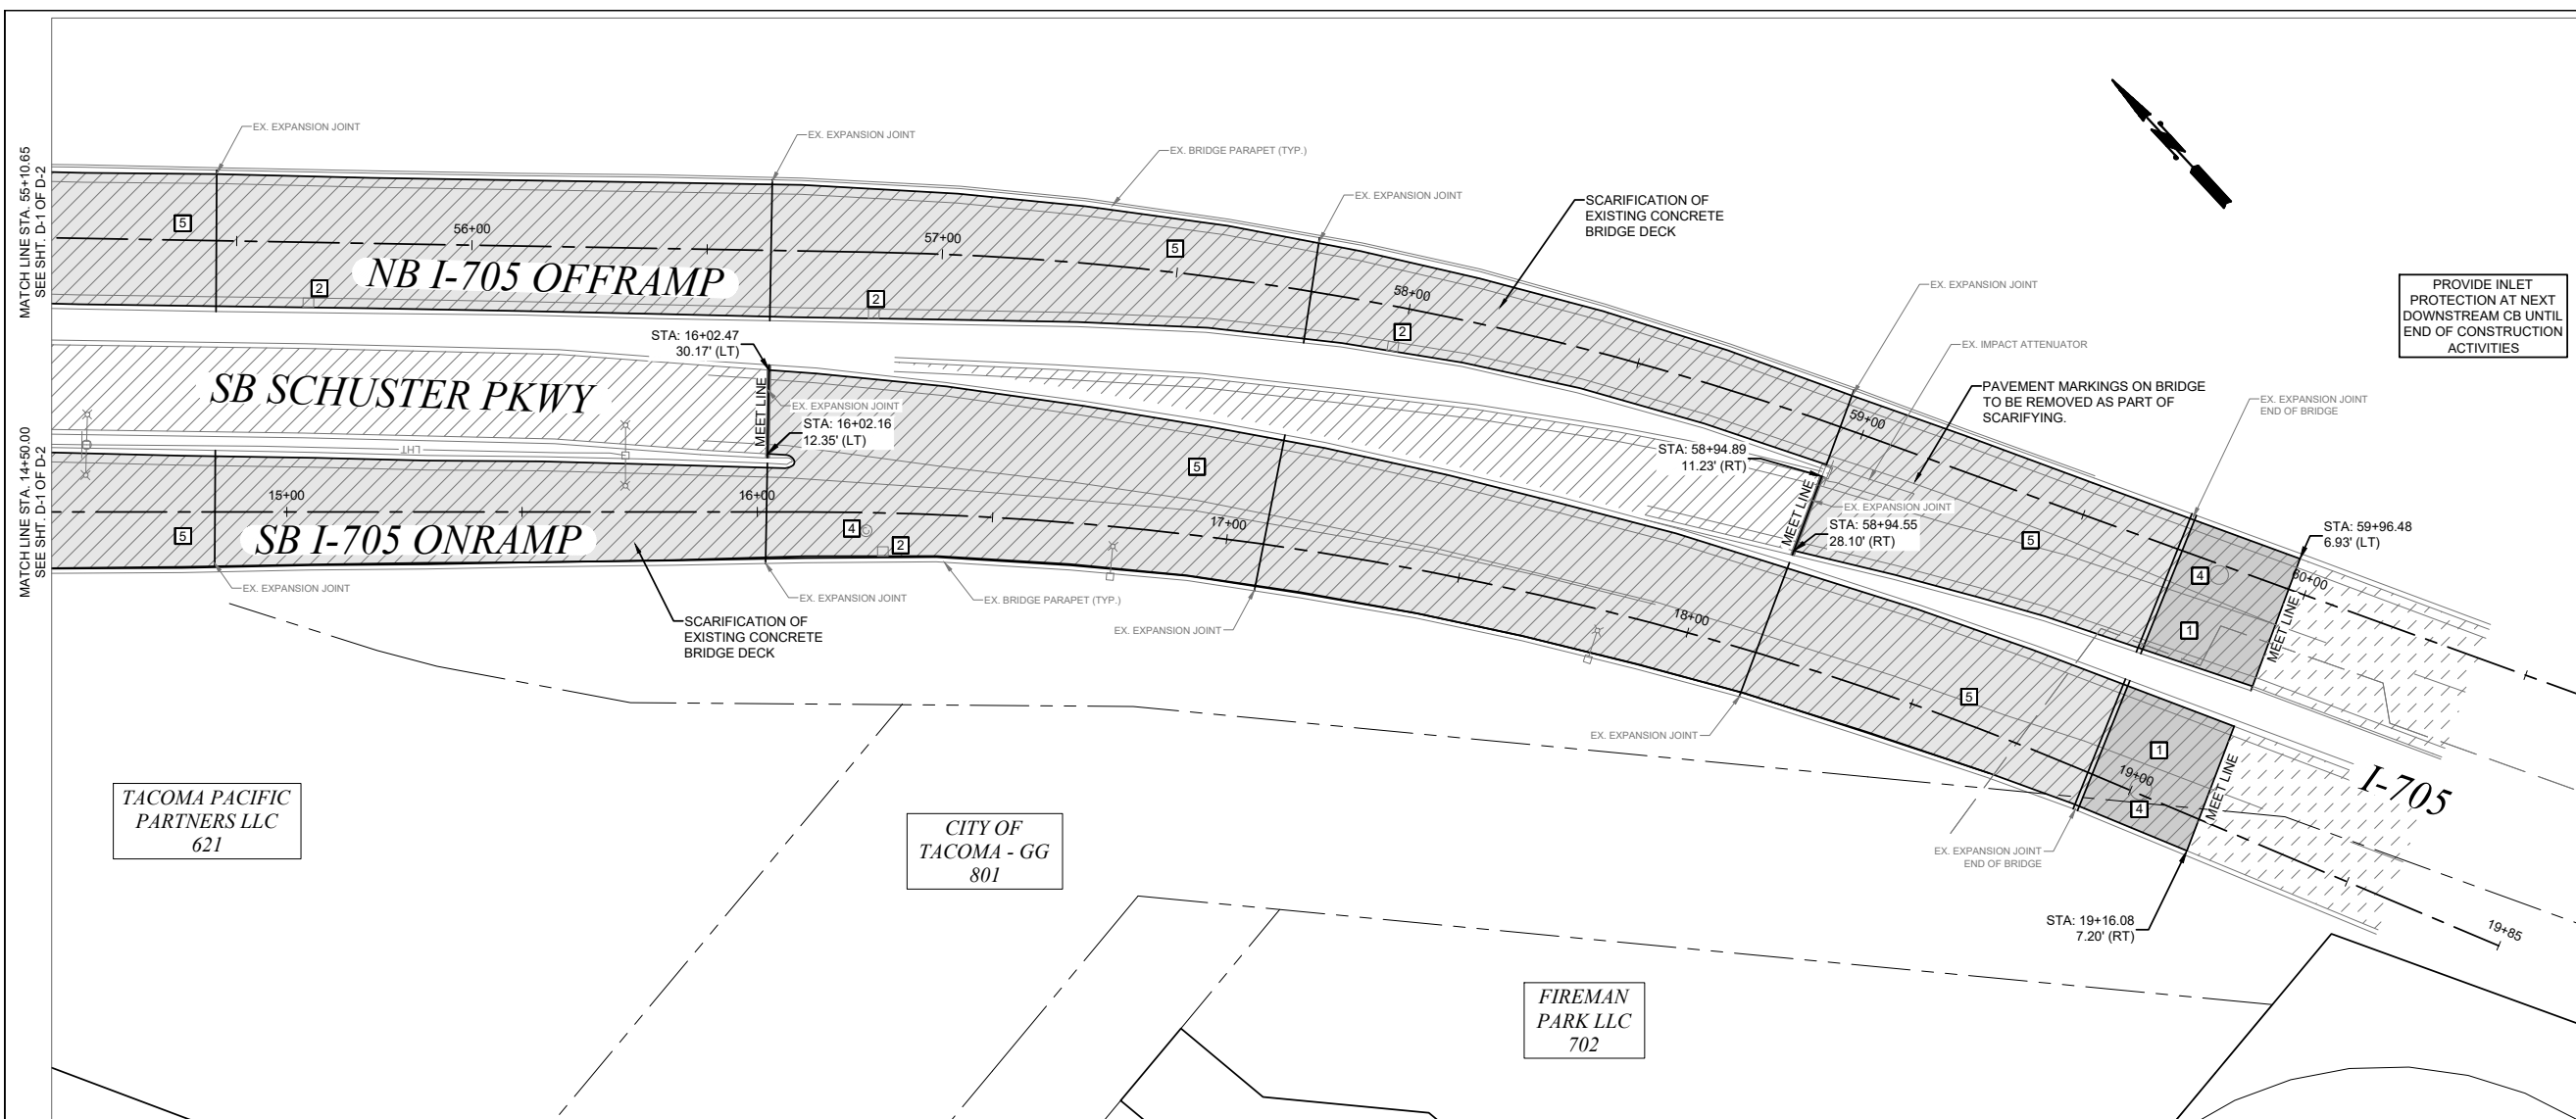 MATCH LINE STA. 55+10.65
SEE SHT. D-1 OF D-2
MATCH LINE STA. 14+50.00
SEE SHT. D-1 OF D-2
EX. EXPANSION JOINT
EX. EXPANSION JOINT
EX. BRIDGE PARAPET (TYP.)
EX. EXPANSION JOINT
SCARIFICATION OF
EXISTING CONCRETE
BRIDGE DECK
5
56+00
57+00
5
58+00
2
NB I-705 OFFRAMP
2
2
EX. EXPANSION JOINT
PROVIDE INLET
PROTECTION AT NEXT
DOWNSTREAM CB UNTIL
END OF CONSTRUCTION
ACTIVITIES
EX. IMPACT ATTENUATOR
PAVEMENT MARKINGS ON BRIDGE
TO BE REMOVED AS PART OF
SCARIFYING.
EX. EXPANSION JOINT
END OF BRIDGE
59+00
STA: 16+02.47
30.17' (LT)
SB SCHUSTER PKWY
MEET LINE
EX. EXPANSION JOINT
STA: 16+02.16
12.35' (LT)
LHT
STA: 58+94.89
11.23' (RT)
MEET LINE
EX. EXPANSION JOINT
STA: 58+94.55
28.10' (RT)
5
STA: 59+96.48
6.93' (LT)
4
60+00
1
MEET LINE
15+00
16+00
5
17+00
5
SB I-705 ONRAMP
4
2
18+00
5
EX. EXPANSION JOINT
EX. EXPANSION JOINT
EX. BRIDGE PARAPET (TYP.)
EX. EXPANSION JOINT
SCARIFICATION OF
EXISTING CONCRETE
BRIDGE DECK
EX. EXPANSION JOINT
1
19+00
4
MEET LINE
I-705
EX. EXPANSION JOINT
END OF BRIDGE
STA: 19+16.08
7.20' (RT)
19+85
TACOMA PACIFIC
PARTNERS LLC
621
CITY OF
TACOMA - GG
801
FIREMAN
PARK LLC
702